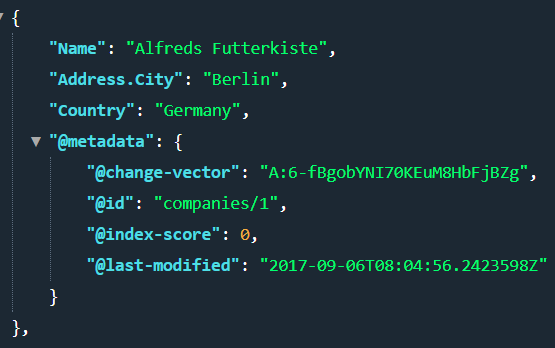 {
"Name": "Alfreds Futterkiste",
"Address.City": "Berlin",
"Country": "Germany",
"@metadata": {
"@change-vector": "A:6-fBgobYNI70KEuM8HbFjBZg",
"@id": "companies/1",
"@index-score": 0,
"@last-modified": "2017-09-06T08:04:56.2423598Z"
}
},